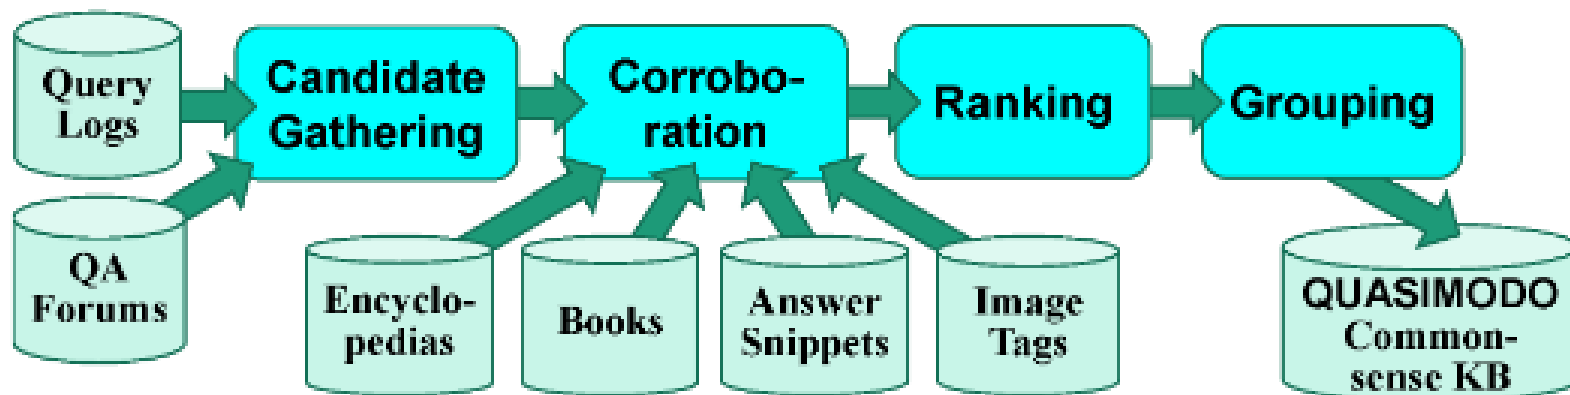 Query
Logs
Candidate
Gathering
Corrobo-
ration
Ranking
Grouping
QA
Forums
Encyclo-
pedias
Books
Answer
Snippets
Image
Tags
QUASIMODO
Common-
sense KB